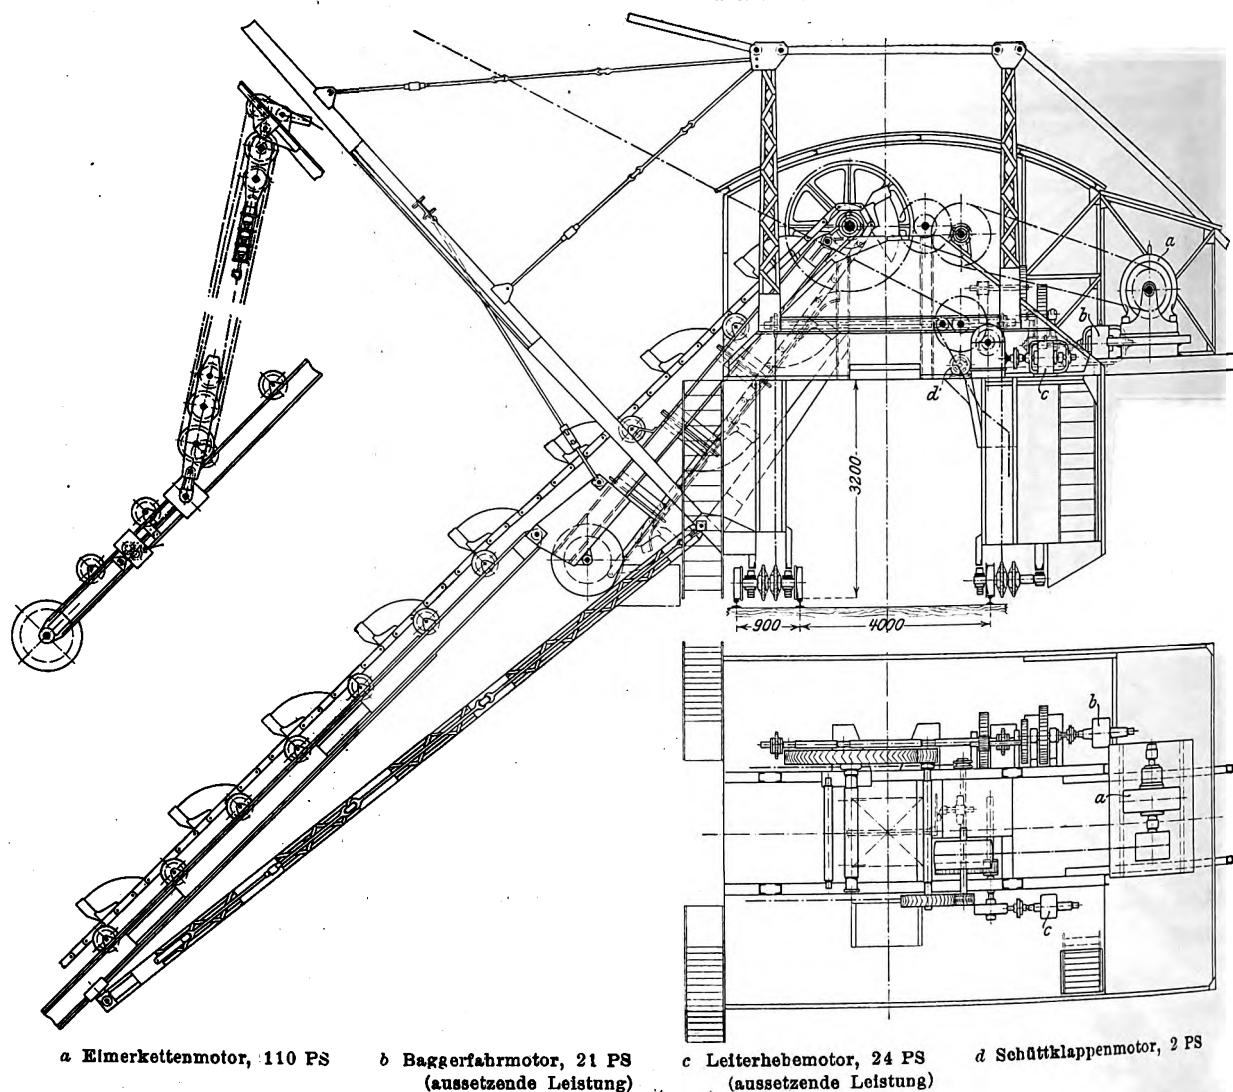 a
b
c
d
3200
900
4000
b
a
c
a Eimerkettenmotor, 110 PS
b Baggerfahrmotor, 21 PS
(aussetzende Leistung)
c Leiterhebemotor, 24 PS
(aussetzende Leistung)
d Schüttklappenmotor, 2 PS